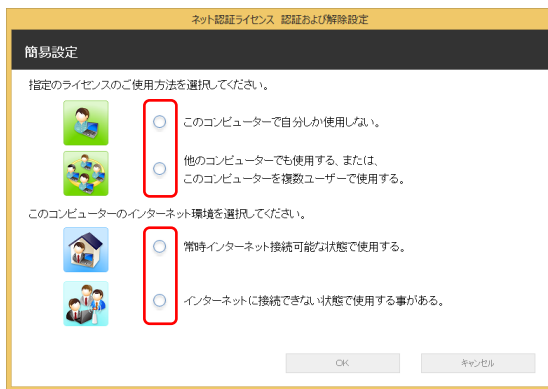 ネット認証ライセンス 認証および解除設定
簡易設定
指定のライセンスのご使用方法を選択してください。
このコンピューターで自分しか使用しない。
他のコンピューターでも使用する、または、
このコンピューターを複数ユーザーで使用する。
このコンピューターのインターネット環境を選択してください。
常時インターネット接続可能な状態で使用する。
インターネットに接続できない状態で使用する事がある。
OK
キャンセル